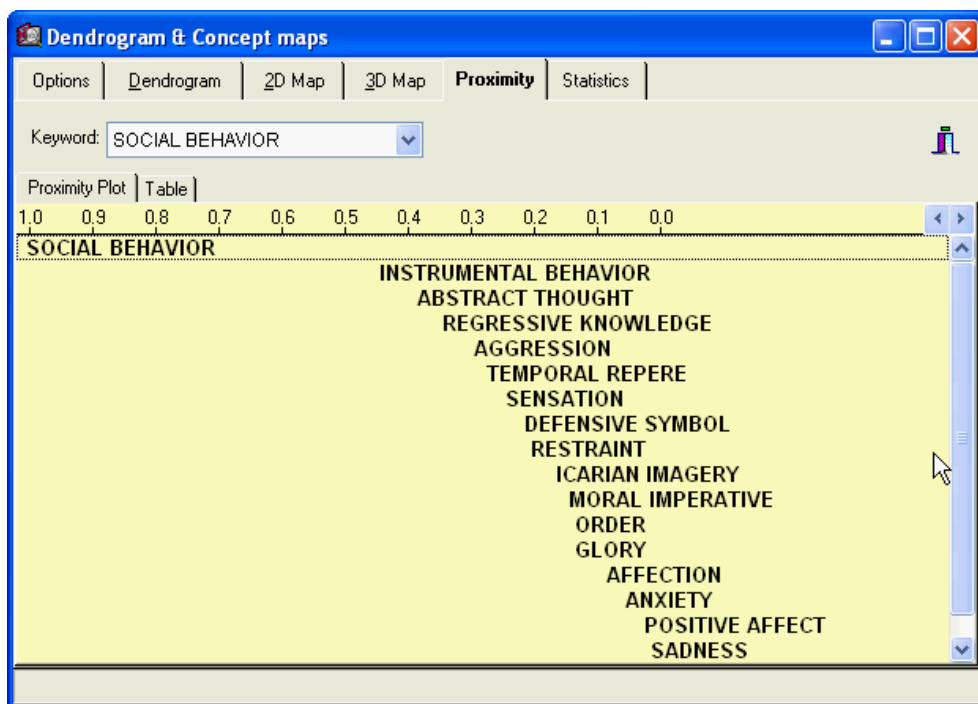 Dendrogram & Concept maps
Options Dendrogram 2D Map 3D Map Proximity Statistics
Keyword: SOCIAL BEHAVIOR
Proximity Plot Table
1.0 0.9 0.8 0.7 0.6 0.5 0.4 0.3 0.2 0.1 0.0
SOCIAL BEHAVIOR
INSTRUMENTAL BEHAVIOR
ABSTRACT THOUGHT
REGRESSIVE KNOWLEDGE
AGGRESSION
TEMPORAL REPERE
SENSATION
DEFENSIVE SYMBOL
RESTRAINT
ICARIAN IMAGERY
MORAL IMPERATIVE
ORDER
GLORY
AFFECTION
ANXIETY
POSITIVE AFFECT
SADNESS